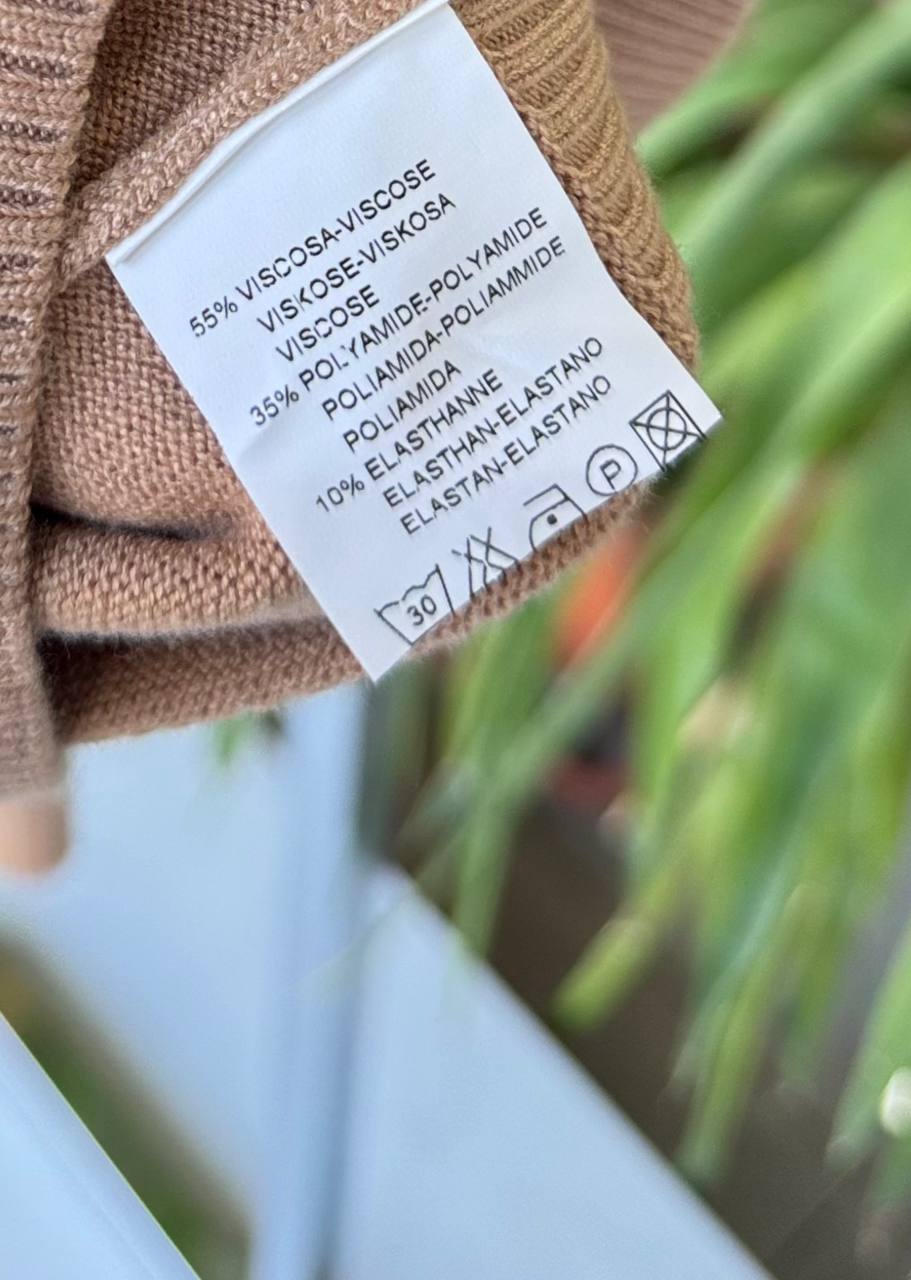 55% VISCOSA-VISCOSE
VISKOSE-VISKOSA
VISCOSE
35% POLYAMIDE-POLYAMIDE
POLIAMIDA-POLIAMMIDE
POLIAMIDA
10% ELASTHANNE
ELASTHAN-ELASTANO
ELASTAN-ELASTANO
30 P